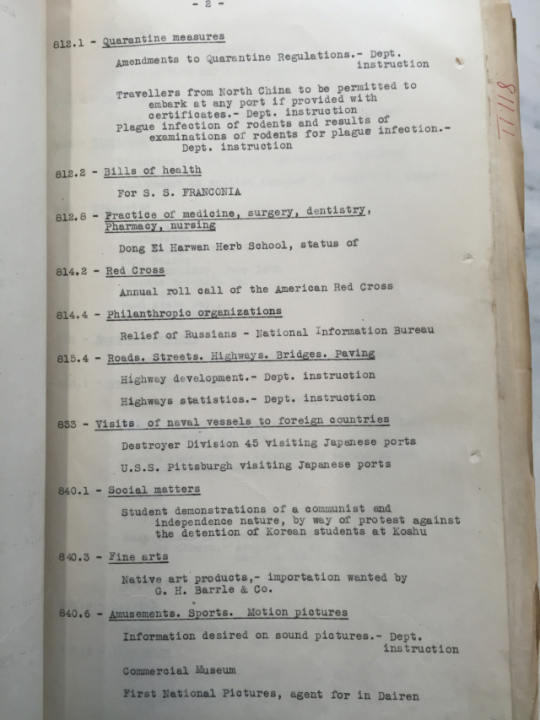 - 2 -
812.1 - Quarantine measures
Amendments to Quarantine Regulations.- Dept.
instruction
Travellers from North China to be permitted to
embark at any port if provided with
certificates.- Dept. instruction
Plague infection of rodents and results of
examinations of rodents for plague infection.-
Dept. instruction
812.2 - Bills of health
For S. S. FRANCONIA
812.8 - Practice of medicine, surgery, dentistry,
Pharmacy, nursing
Dong Ei Harwan Herb School, status of
814.2 - Red Cross
Annual roll call of the American Red Cross
814.4 - Philanthropic organizations
Relief of Russians - National Information Bureau
815.4 - Roads. Streets. Highways. Bridges. Paving
Highway development.- Dept. instruction
Highways statistics.- Dept. instruction
833 - Visits of naval vessels to foreign countries
Destroyer Division 45 visiting Japanese ports
U.S.S. Pittsburgh visiting Japanese ports
840.1 - Social matters
Student demonstrations of a communist and
independence nature, by way of protest against
the detention of Korean students at Koshu
840.3 - Fine arts
Native art products,- importation wanted by
G. H. Barrle & Co.
840.6 - Amusements. Sports. Motion pictures
Information desired on sound pictures.- Dept.
instruction
Commercial Museum
First National Pictures, agent for in Dairen